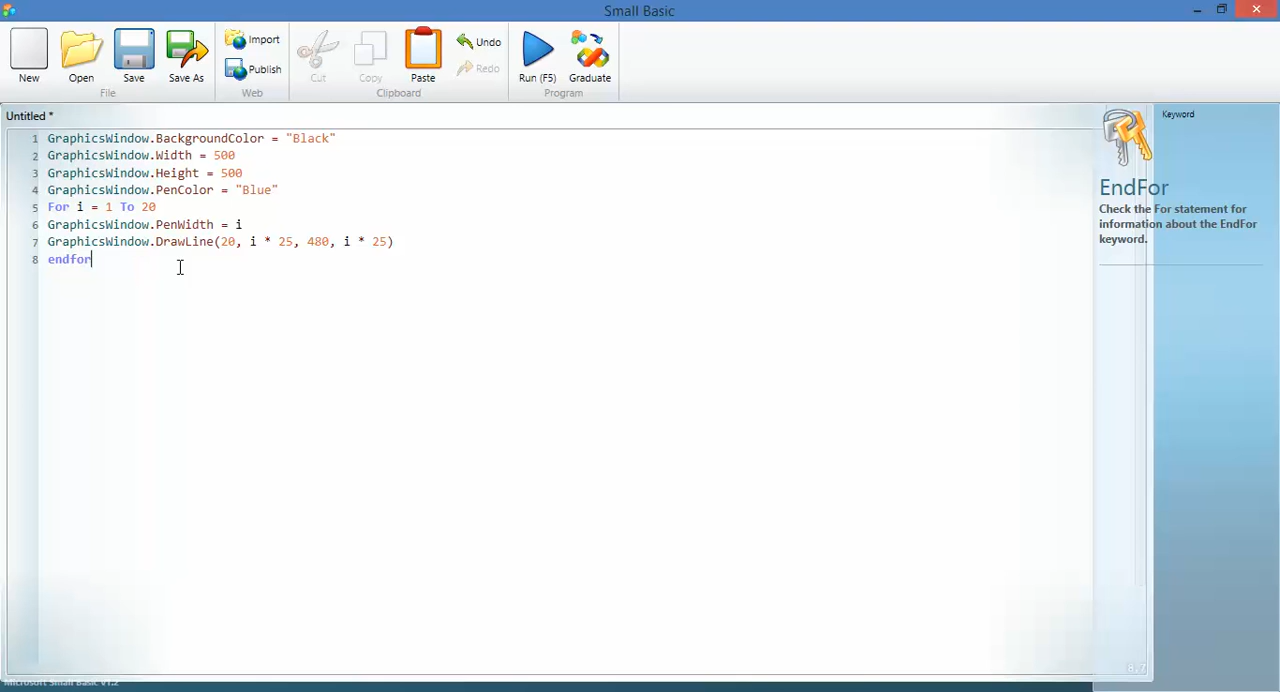 Small Basic
New
Open
Save
Save As
File
Import
Publish
Web
Cut
Copy
Paste
Undo
Redo
Clipboard
Run (F5)
Graduate
Program
Untitled *
1 GraphicsWindow.BackgroundColor = "Black"
2 GraphicsWindow.Width = 500
3 GraphicsWindow.Height = 500
4 GraphicsWindow.PenColor = "Blue"
5 For i = 1 To 20
6 GraphicsWindow.PenWidth = i
7 GraphicsWindow.DrawLine(20, i * 25, 480, i * 25)
8 endfor
Keyword
EndFor
Check the For statement for
information about the EndFor
keyword.
8,7
Microsoft Small Basic v1.2